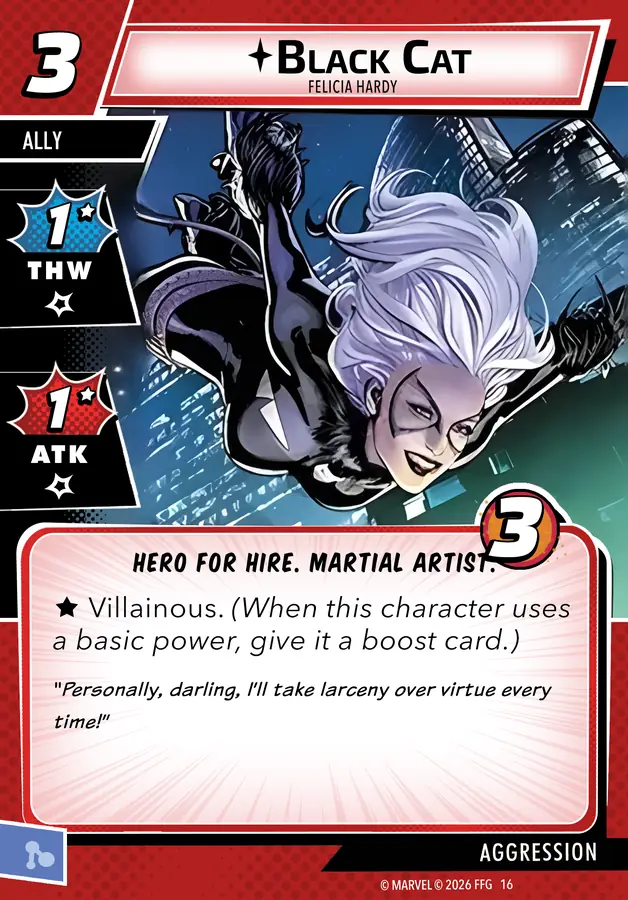 3
BLACK CAT
FELICIA HARDY
ALLY
1
THW
1
ATK
3
HERO FOR HIRE. MARTIAL ARTIST.
Villainous. (When this character uses
a basic power, give it a boost card.)
"Personally, darling, I'll take larceny over virtue every
time!"
AGGRESSION
© MARVEL © 2026 FFG 16